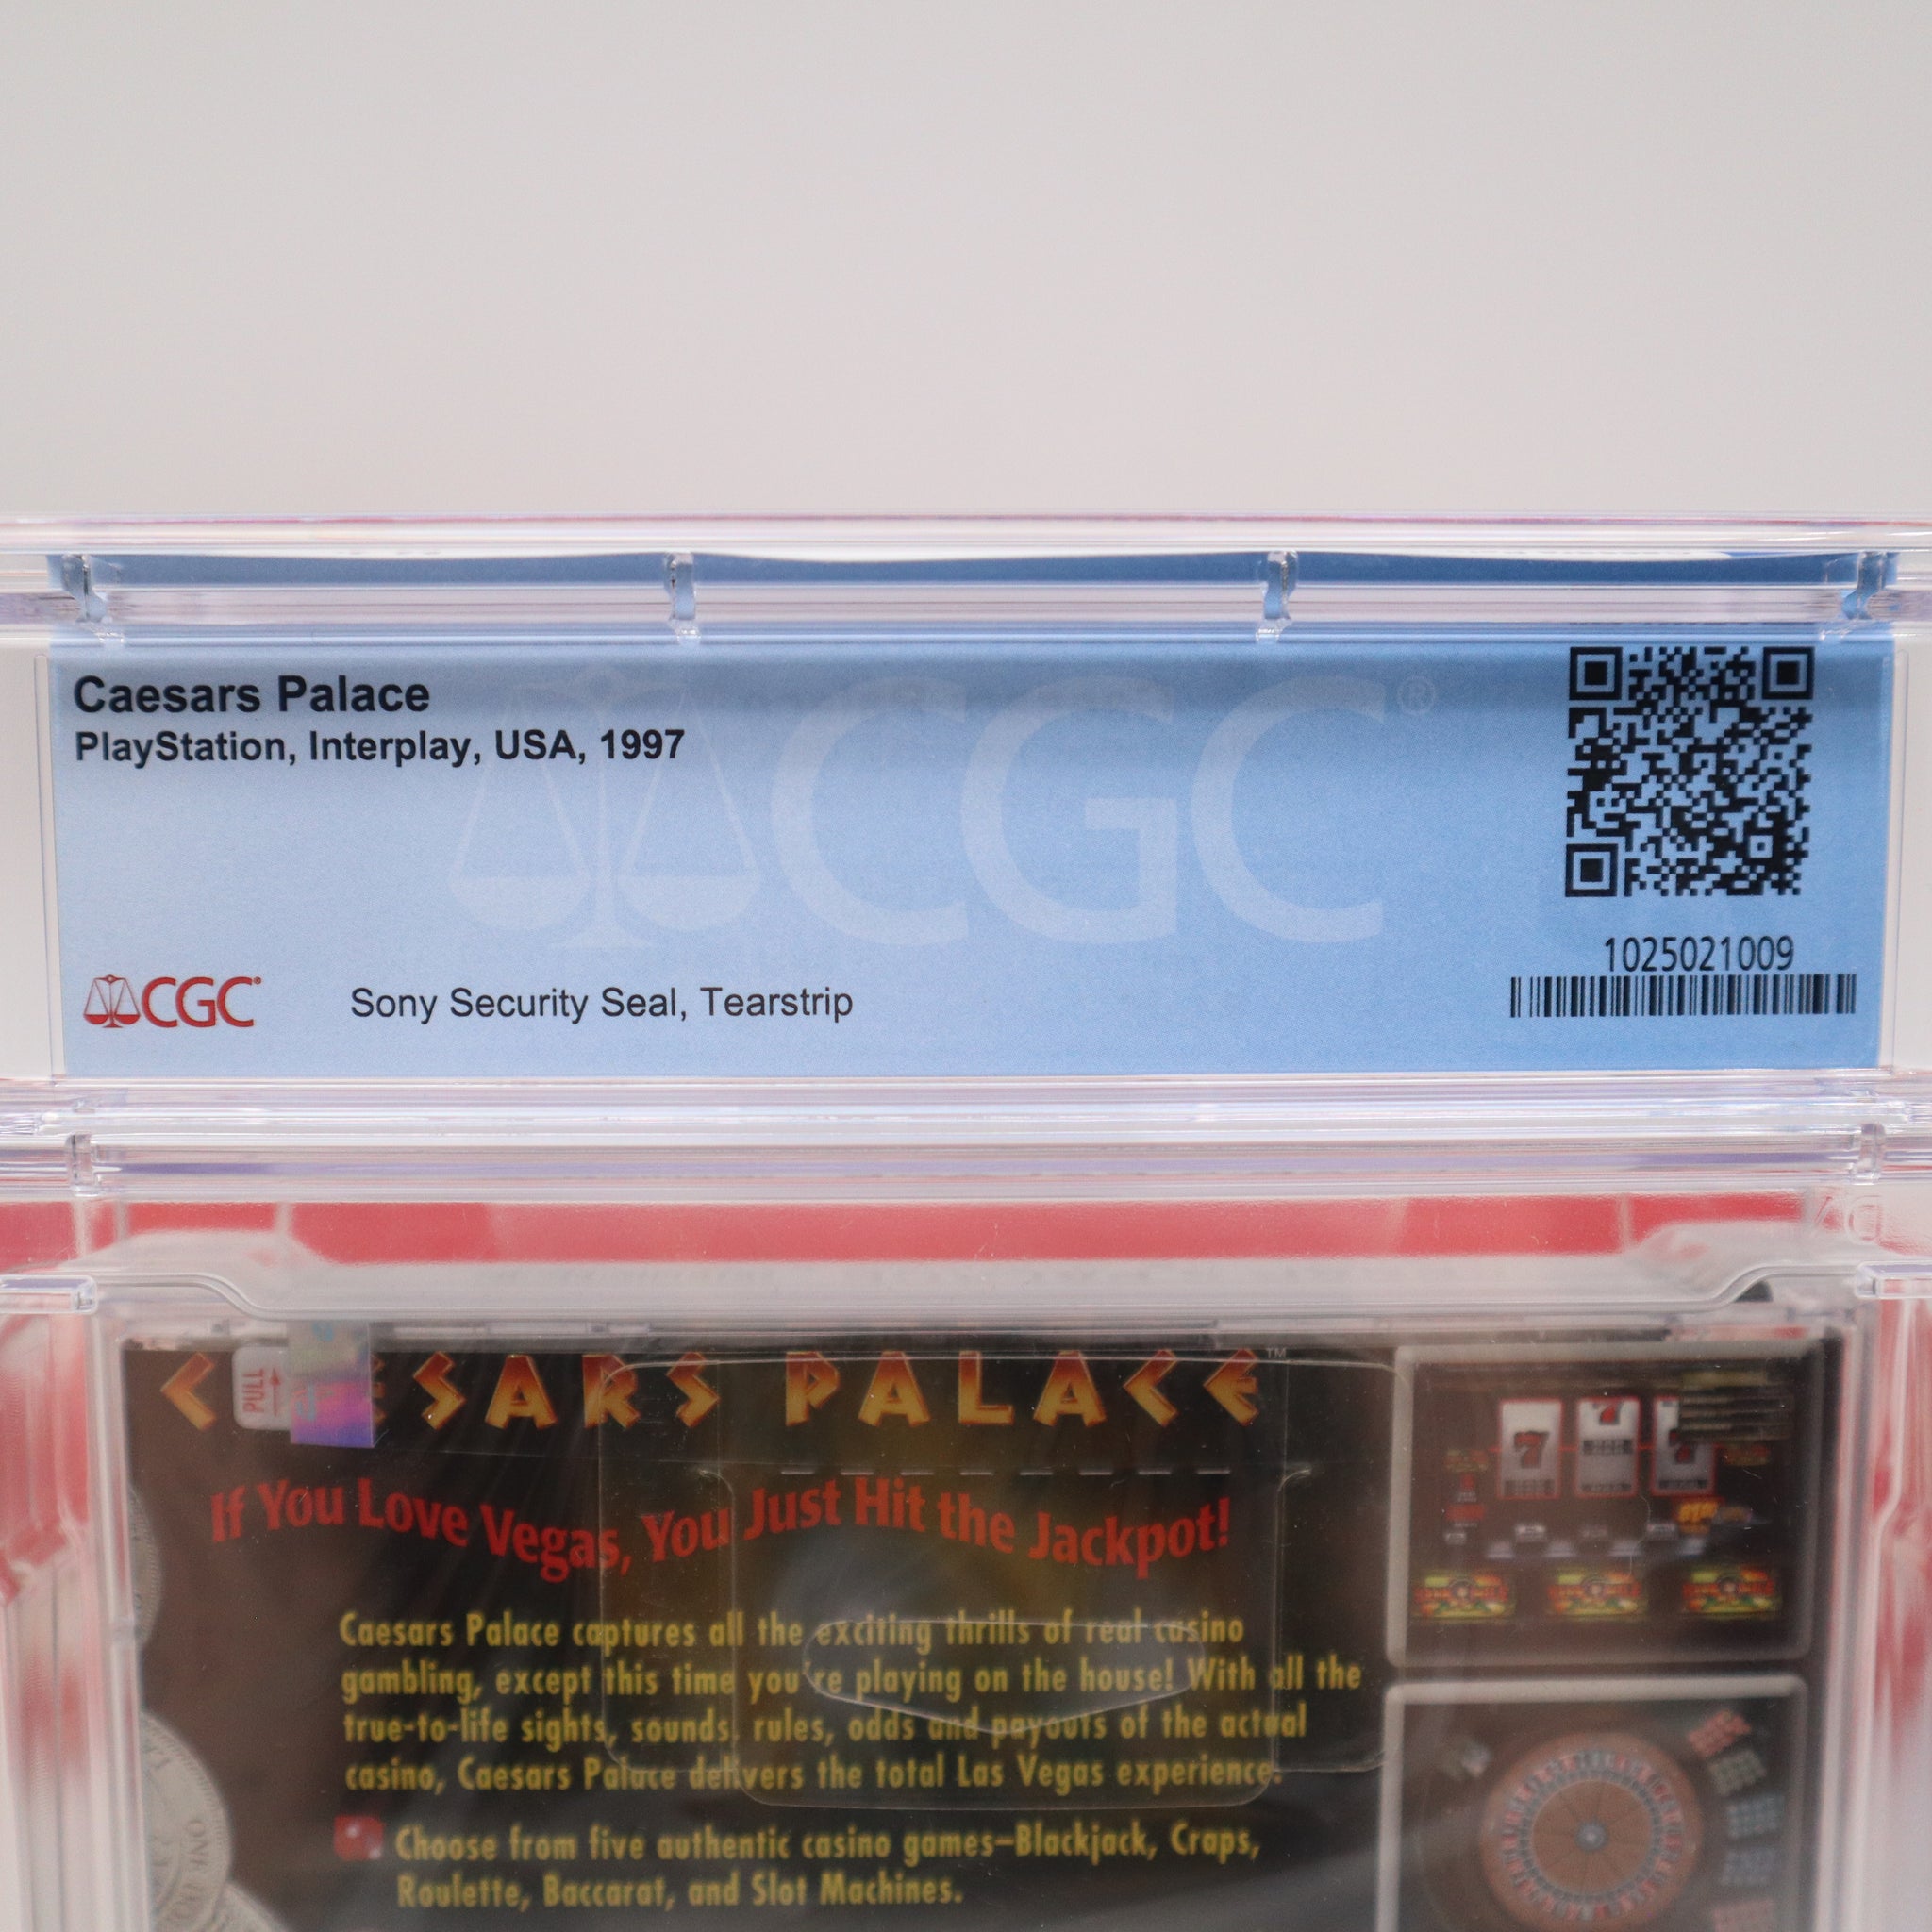 Caesars Palace
PlayStation, Interplay, USA, 1997
CGC®
1025021009
CGC
Sony Security Seal, Tearstrip
PULL
SARS PALACE™
If You Love Vegas, You Just Hit the Jackpot!
Caesars Palace captures all the exciting thrills of real casino
gambling, except this time you're playing on the house! With all the
true-to-life sights, sounds, rules, odds and payouts of the actual
casino, Caesars Palace delivers the total Las Vegas experience.
Choose from five authentic casino games—Blackjack, Craps,
Roulette, Baccarat, and Slot Machines.